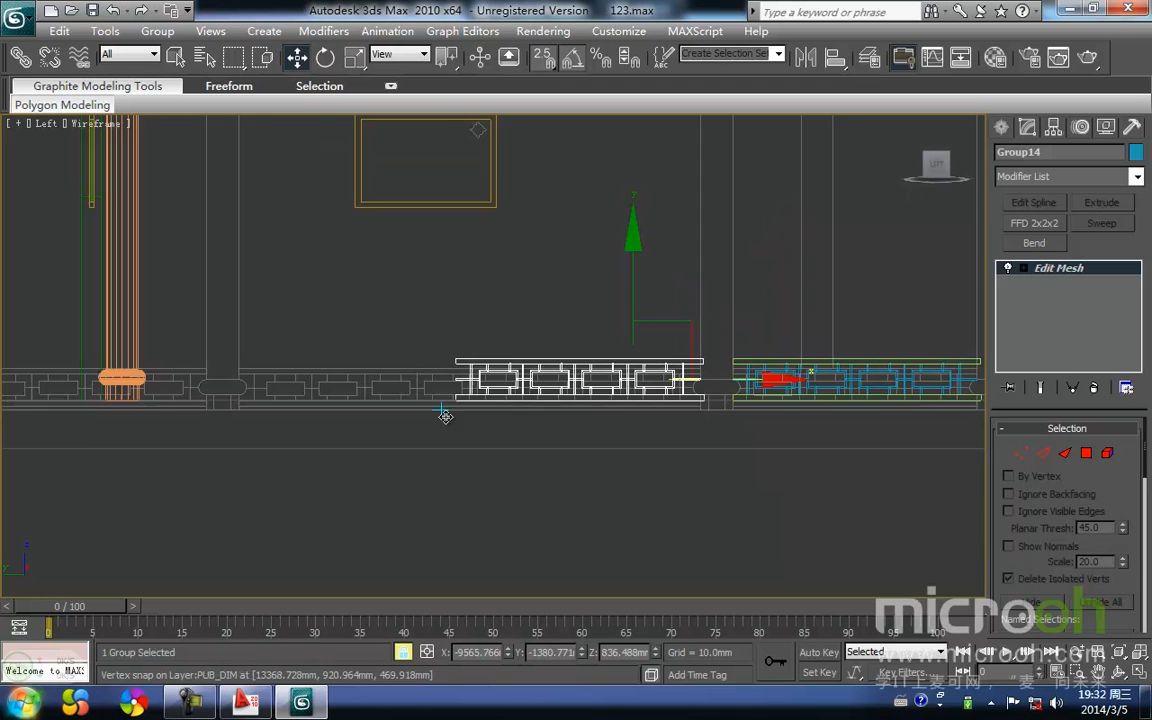 Autodesk 3ds Max 2010 x64 - Unregistered Version 123.max
Type a keyword or phrase
Edit Tools Group Views Create Modifiers Animation Graph Editors Rendering Customize MAXScript Help
All
View
2.5
Create Selection Se
Graphite Modeling Tools Freeform Selection
Polygon Modeling
[ + ] Left [] Wireframe ]
LEFT
Group14
Modifier List
Edit Spline Extrude
FFD 2x2x2 Sweep
Bend
Edit Mesh
Selection
By Vertex
Ignore Backfacing
Ignore Visible Edges
Planar Thresh: 45.0
Show Normals
Scale: 20.0
Delete Isolated Verts
Named Selections:
microoh
www.microoh.com
0 / 100
0 5 10 15 20 25 30 35 40 45 50 55 60 65 70 75 80 85 90 95 100
1 Group Selected
X: -9565.766 Y: -1380.771 Z: 836.488mm
Grid = 10.0mm
Auto Key Selected
Welcome to MAX
Vertex snap on Layer:PUB_DIM at [13368.728mm, 920.964mm, 469.918mm]
Add Time Tag
Set Key
Key Filters...
0
19:32 周三
2014/3/5